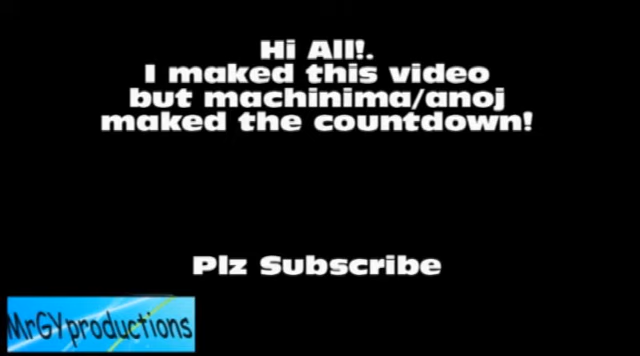 Hi All!.
I maked this video
but machinima/anoj
maked the countdown!
Plz Subscribe
MrGYproductions